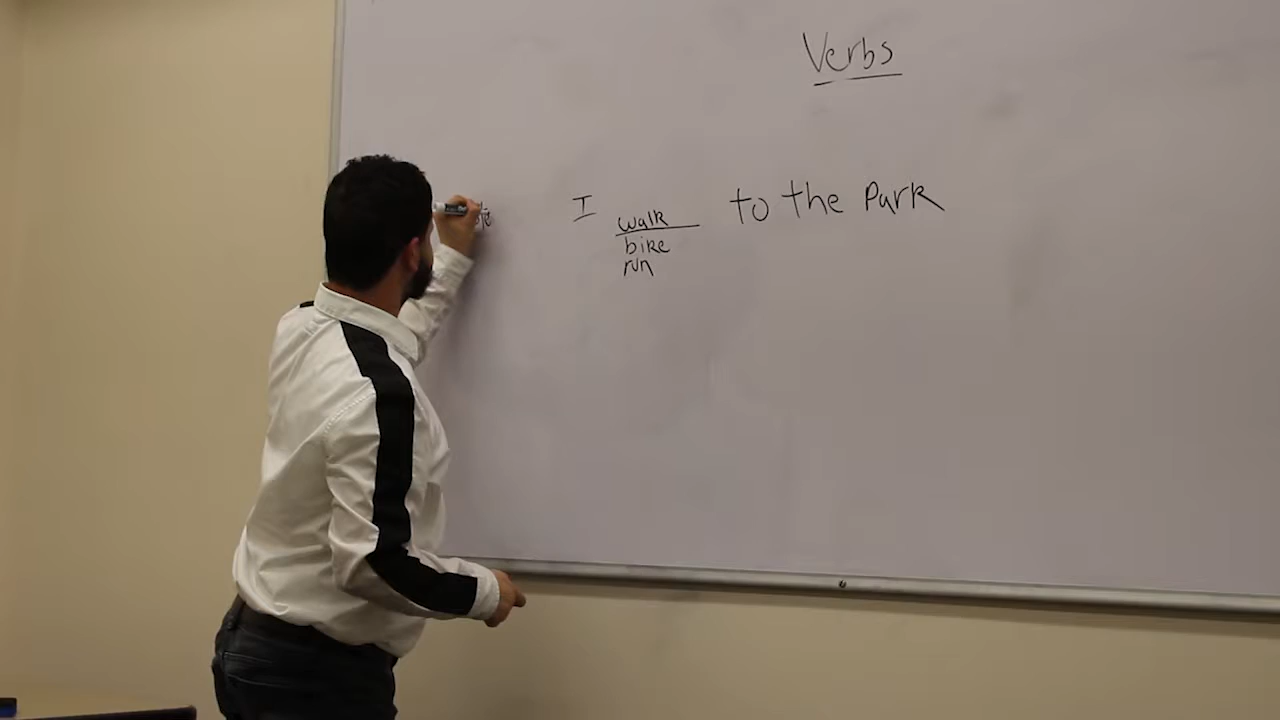 Verbs
I walk to the Park
bike
run